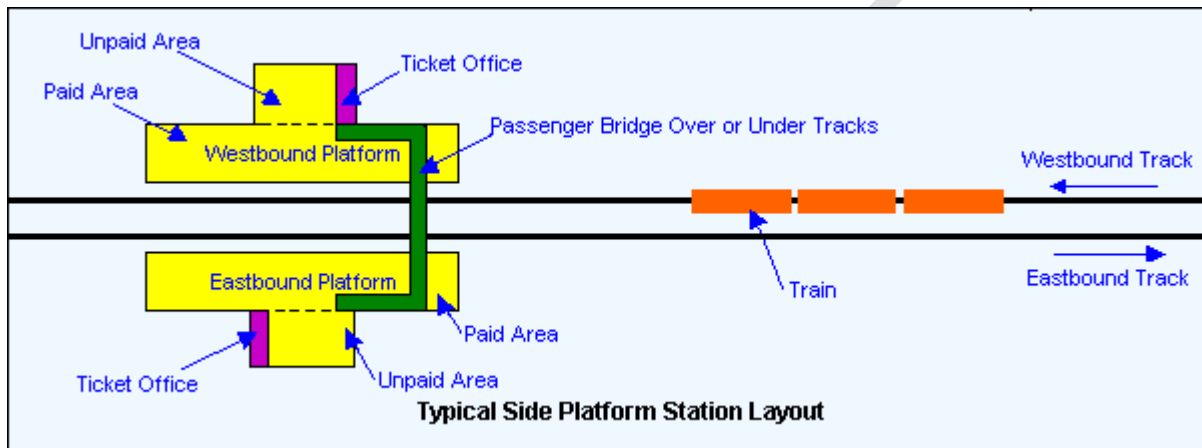 Unpaid Area
Ticket Office
Paid Area
Passenger Bridge Over or Under Tracks
Westbound Platform
Westbound Track
Eastbound Platform
Eastbound Track
Train
Paid Area
Ticket Office
Unpaid Area
Typical Side Platform Station Layout